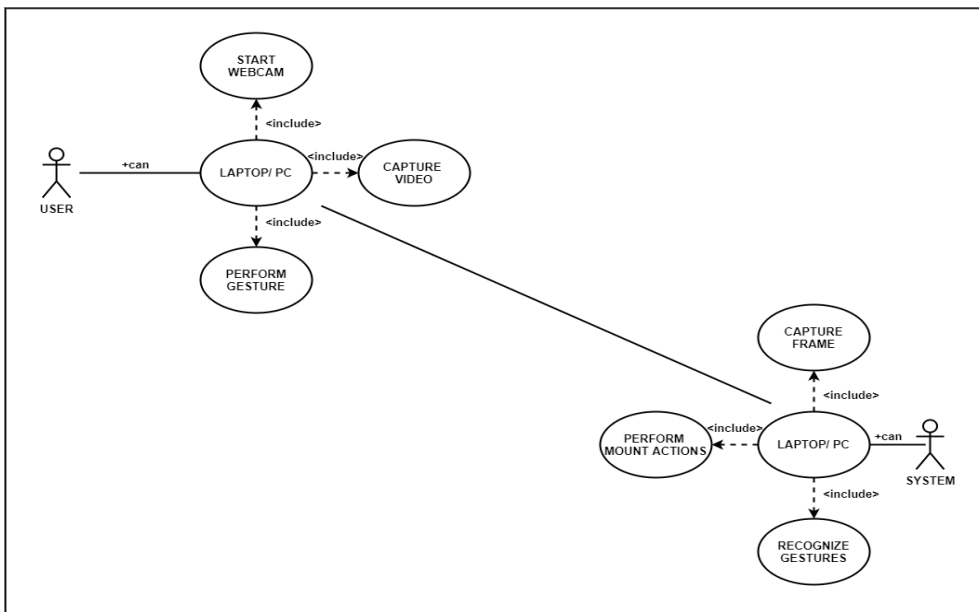 START
WEBCAM
<include>
+can
LAPTOP/ PC
<include>
CAPTURE
VIDEO
USER
<include>
PERFORM
GESTURE
CAPTURE
FRAME
<include>
PERFORM
MOUNT ACTIONS
<include>
LAPTOP/ PC
+can
SYSTEM
<include>
RECOGNIZE
GESTURES